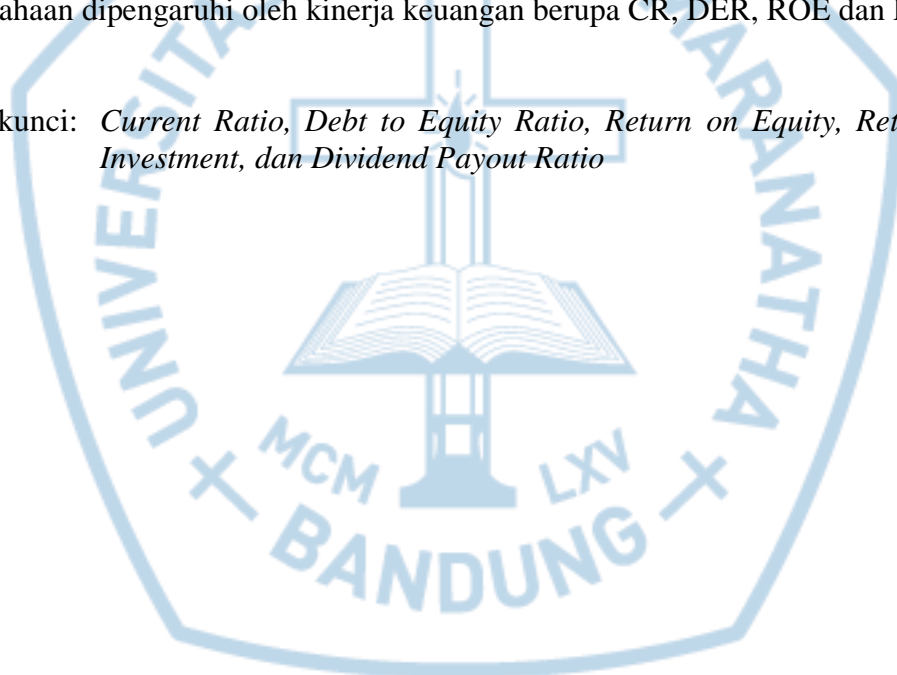 ahaan dipengaruhi oleh kinerja keuangan berupa CR, DER, ROE dan
kunci: Current Ratio, Debt to Equity Ratio, Return on Equity,
Investment, dan Dividend Payout Ratio
MARANATHA
MCM LXV
BANDUNG